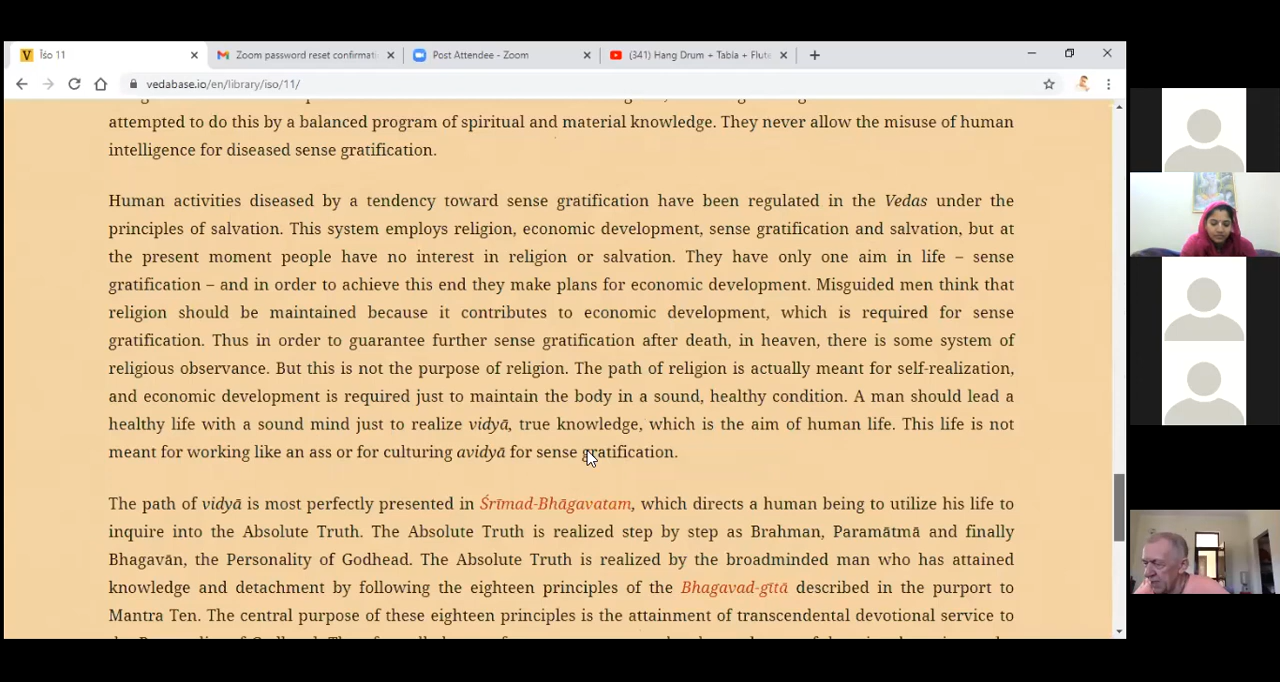 Īśo 11
Zoom password reset confirmati
Post Attendee - Zoom
(341) Hang Drum + Tabla + Flute
vedabase.io/en/library/iso/11/
attempted to do this by a balanced program of spiritual and material knowledge. They never allow the misuse of human
intelligence for diseased sense gratification.
Human activities diseased by a tendency toward sense gratification have been regulated in the Vedas under the
principles of salvation. This system employs religion, economic development, sense gratification and salvation, but at
the present moment people have no interest in religion or salvation. They have only one aim in life – sense
gratification – and in order to achieve this end they make plans for economic development. Misguided men think that
religion should be maintained because it contributes to economic development, which is required for sense
gratification. Thus in order to guarantee further sense gratification after death, in heaven, there is some system of
religious observance. But this is not the purpose of religion. The path of religion is actually meant for self-realization,
and economic development is required just to maintain the body in a sound, healthy condition. A man should lead a
healthy life with a sound mind just to realize vidyā, true knowledge, which is the aim of human life. This life is not
meant for working like an ass or for culturing avidyā for sense gratification.
The path of vidyā is most perfectly presented in Śrīmad-Bhāgavatam, which directs a human being to utilize his life to
inquire into the Absolute Truth. The Absolute Truth is realized step by step as Brahman, Paramātmā and finally
Bhagavān, the Personality of Godhead. The Absolute Truth is realized by the broadminded man who has attained
knowledge and detachment by following the eighteen principles of the Bhagavad-gītā described in the purport to
Mantra Ten. The central purpose of these eighteen principles is the attainment of transcendental devotional service to